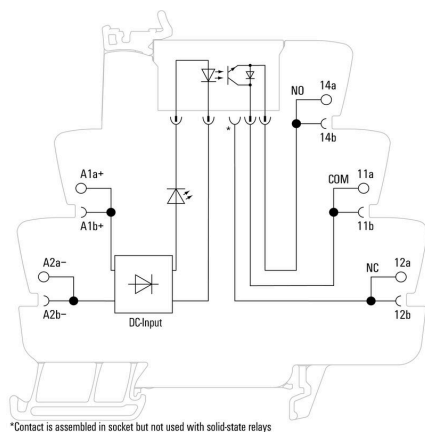 NO
14a
14b
*
A1a+
A1b+
COM
11a
11b
A2a−
A2b−
DC-Input
NC
12a
12b
*Contact is assembled in socket but not used with solid-state relays